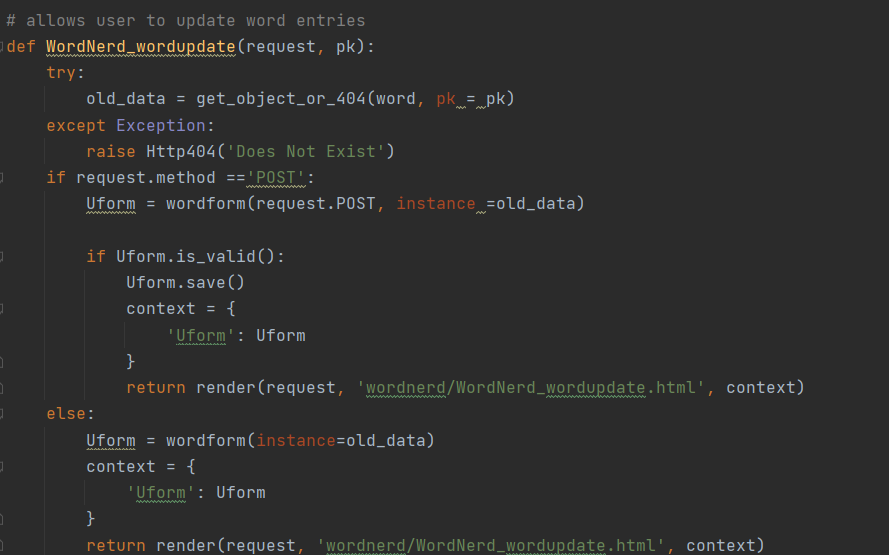 # allows user to update word entries
def WordNerd_wordupdate(request, pk):
    try:
        old_data = get_object_or_404(word, pk = pk)
    except Exception:
        raise Http404('Does Not Exist')
    if request.method =='POST':
        Uform = wordform(request.POST, instance =old_data)

        if Uform.is_valid():
            Uform.save()
            context = {
                'Uform': Uform
            }
            return render(request, 'wordnerd/WordNerd_wordupdate.html', context)
    else:
        Uform = wordform(instance=old_data)
        context = {
            'Uform': Uform
        }
        return render(request, 'wordnerd/WordNerd_wordupdate.html', context)